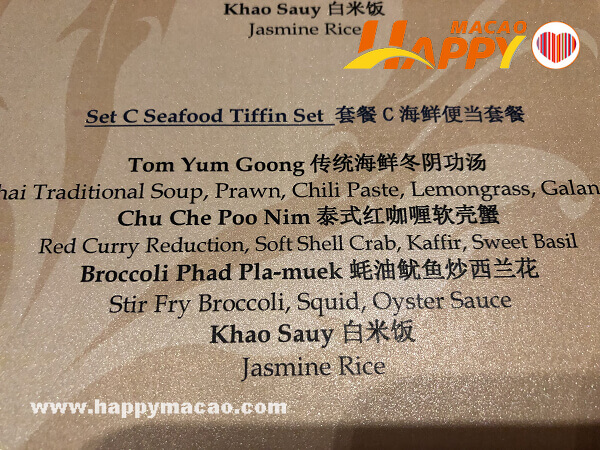 Khao Sauy 白米饭
Jasmine Rice
MACAO
HAPPY
Set C Seafood Tiffin Set 套餐 C 海鲜便当套餐
Tom Yum Goong 传统海鲜冬阴功汤
hai Traditional Soup, Prawn, Chili Paste, Lemongrass, Galan
Chu Che Poo Nim 泰式红咖喱软壳蟹
Red Curry Reduction, Soft Shell Crab, Kaffir, Sweet Basil
Broccoli Phad Pla-muek 蚝油鱿鱼炒西兰花
Stir Fry Broccoli, Squid, Oyster Sauce
Khao Sauy 白米饭
Jasmine Rice
www.happymacao.com